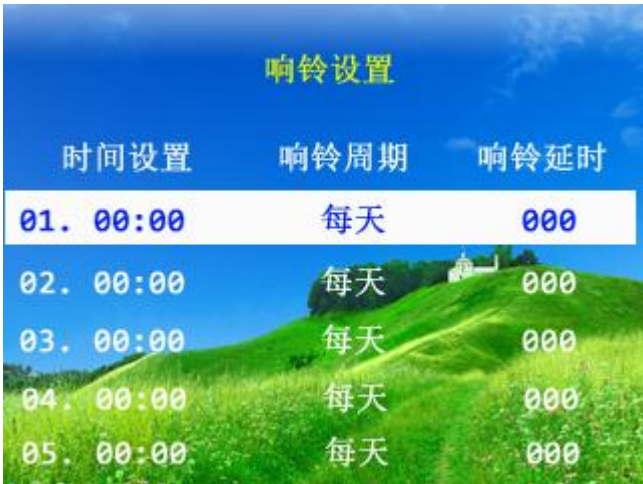 响铃设置
时间设置 响铃周期 响铃延时
01. 00:00 每天 000
02. 00:00 每天 000
03. 00:00 每天 000
04. 00:00 每天 000
05. 00:00 每天 000